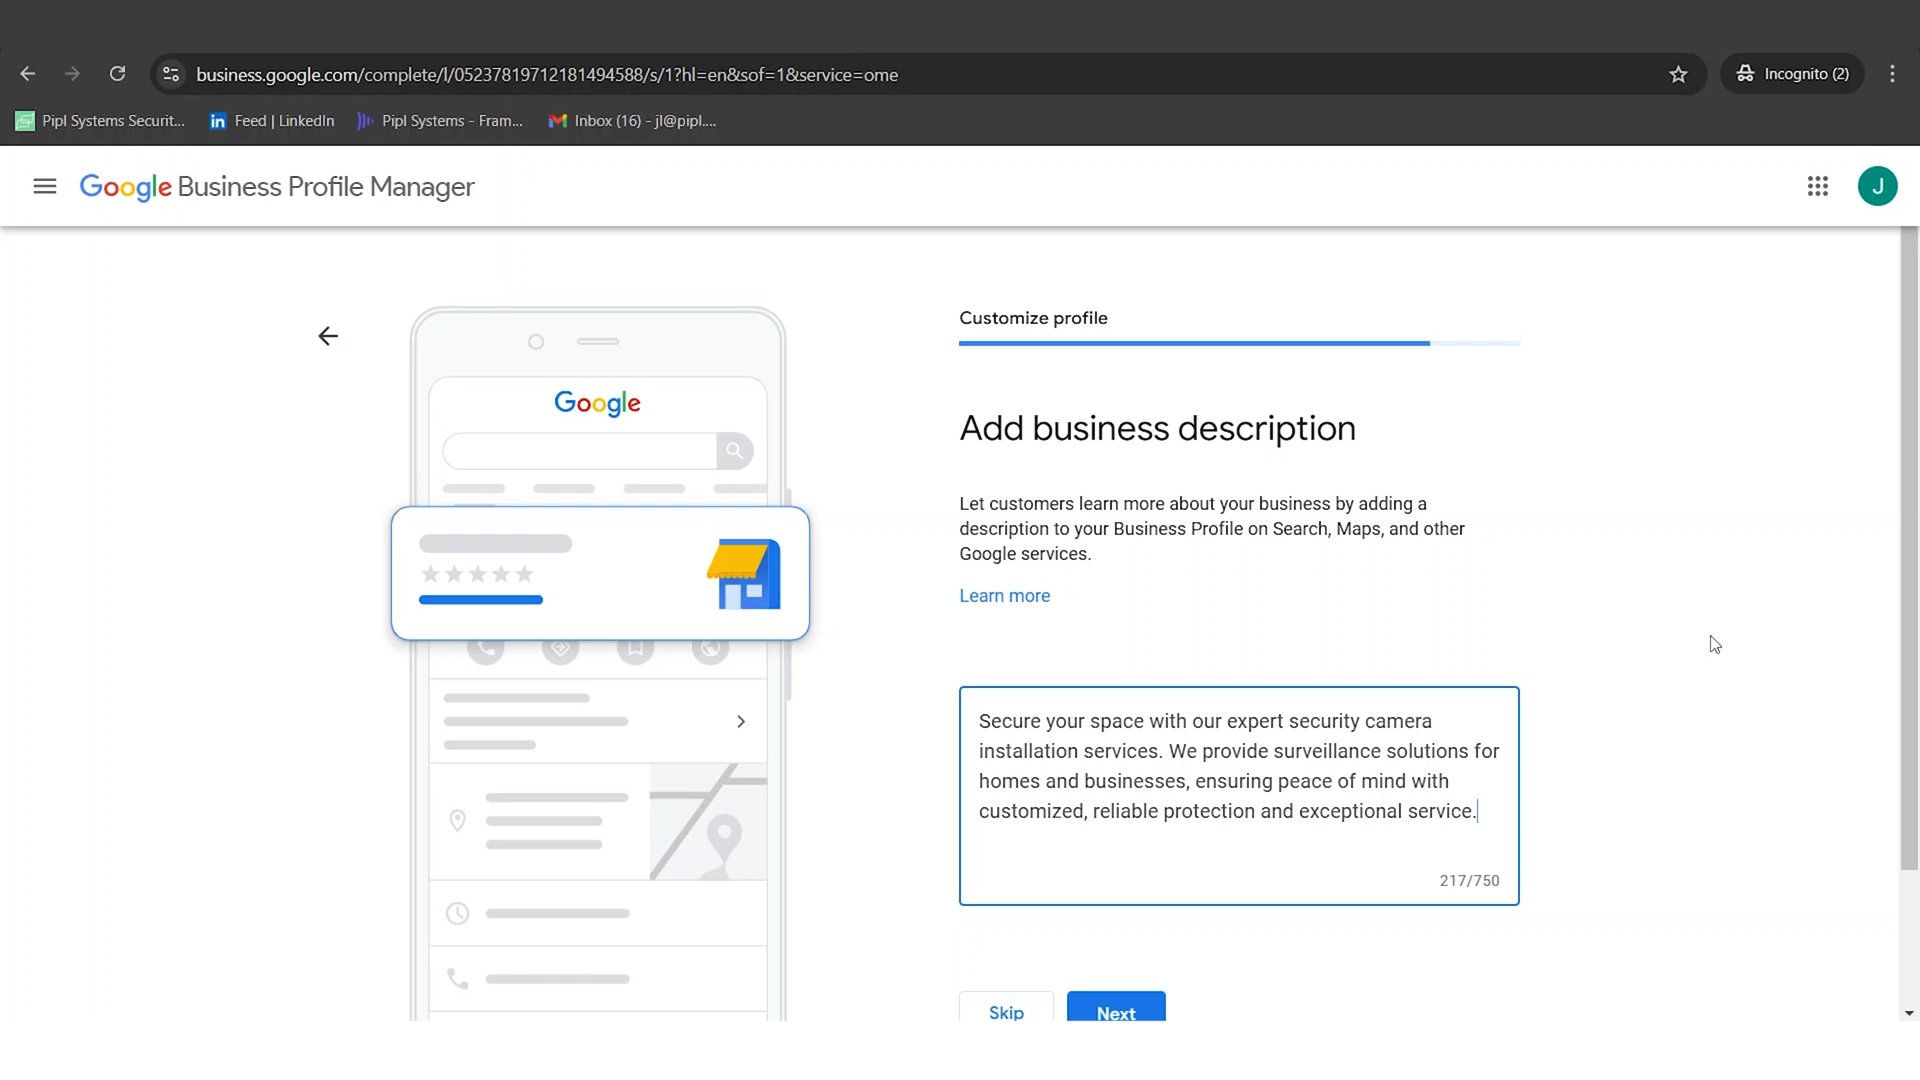 business.google.com/complete/l/05237819712181494588/s/1?hl=en&sof=1&service=ome
Incognito (2)
Pipl Systems Securit...
in
Feed | LinkedIn
Pipl Systems - Fram...
Inbox (16) - jl@pipl....
Google Business Profile Manager
J
Google
Customize profile
Add business description
Let customers learn more about your business by adding a
description to your Business Profile on Search, Maps, and other
Google services.
Learn more
Secure your space with our expert security camera
installation services. We provide surveillance solutions for
homes and businesses, ensuring peace of mind with
customized, reliable protection and exceptional service.
217/750
Skip
Next